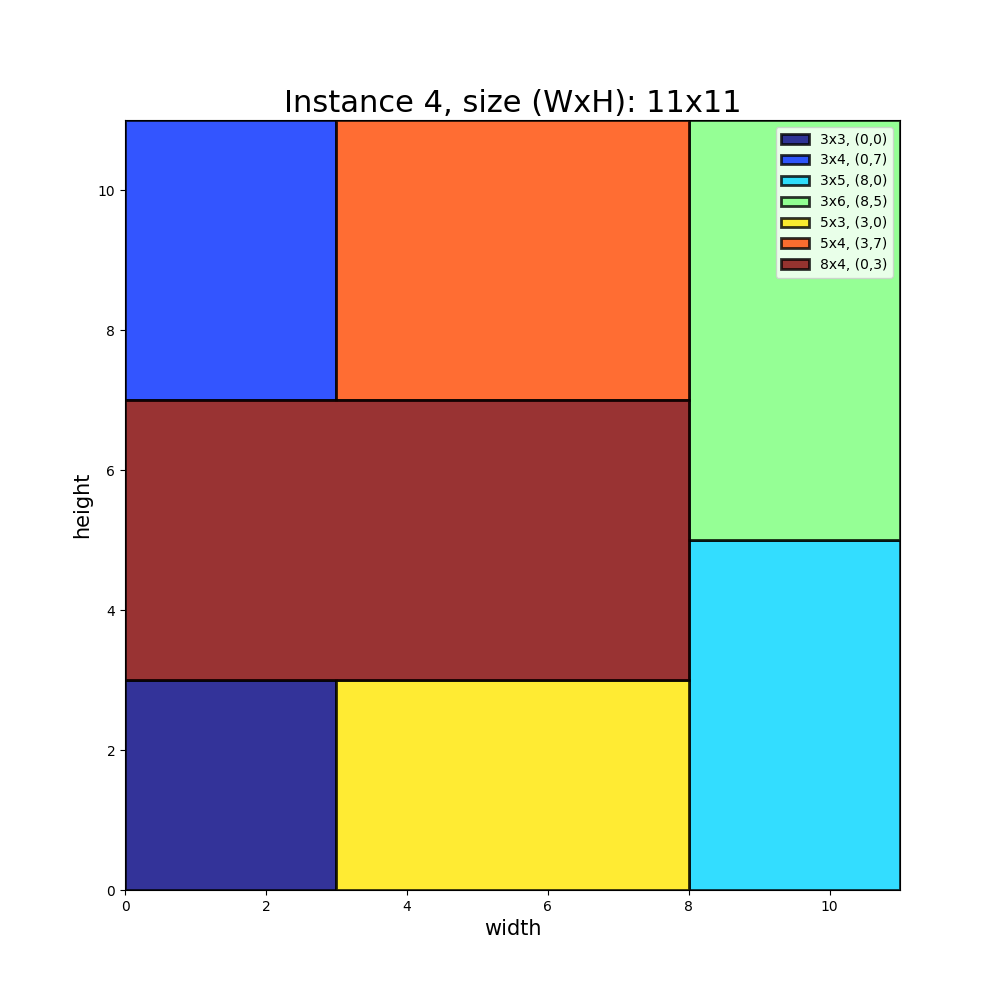 Instance 4, size (WxH): 11x11
3x3, (0,0)
3x4, (0,7)
3x5, (8,0)
3x6, (8,5)
5x3, (3,0)
5x4, (3,7)
8x4, (0,3)
height
10
8
6
4
2
0
0 2 4 6 8 10
width